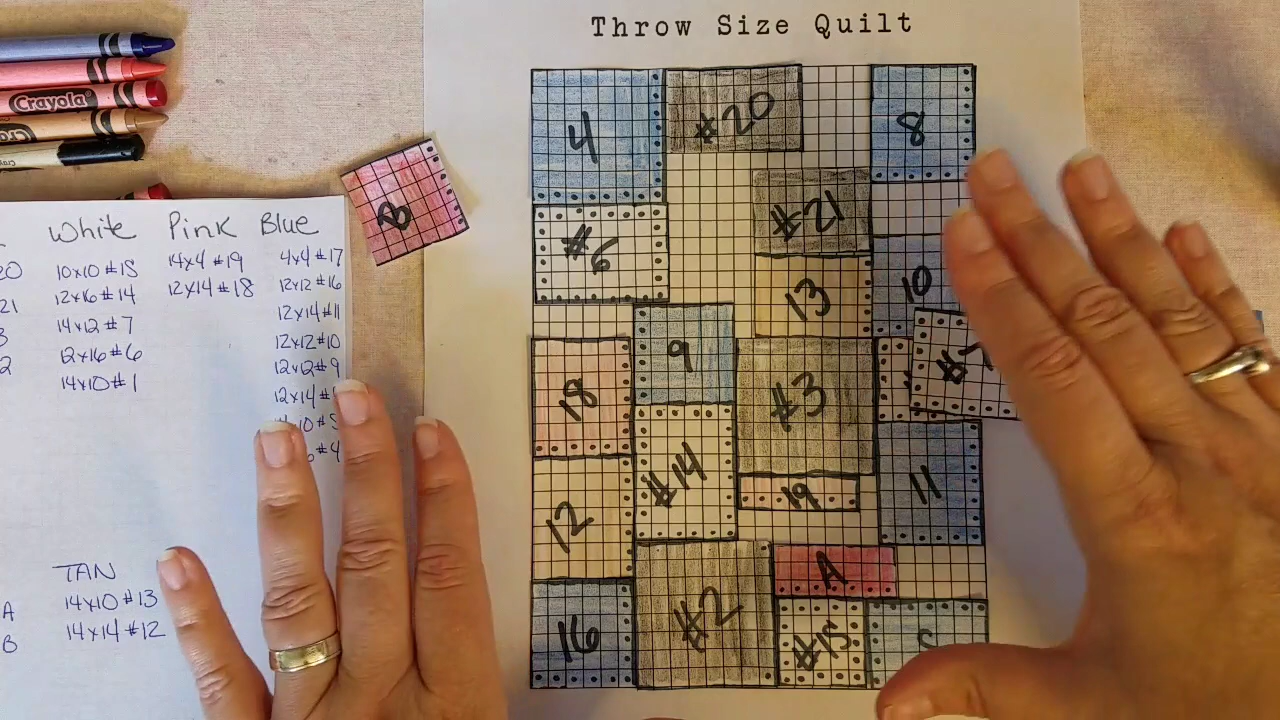 Throw Size Quilt
Crayola
White
10x10 #15
12x16 #14
14x12 #7
12x16 #6
14x10 #1
Pink
14x4 #19
12x14 #18
Blue
4x4 #17
12x12 #16
12x14 #11
12x12 #10
12x12 #9
12x14 #
#4
TAN
14x10 #13
14x14 #12
20
21
3
2
A
B
B
4
#20
8
#6
#21
13
10
9
18
#3
#14
12
19
11
A
16
#2
#15